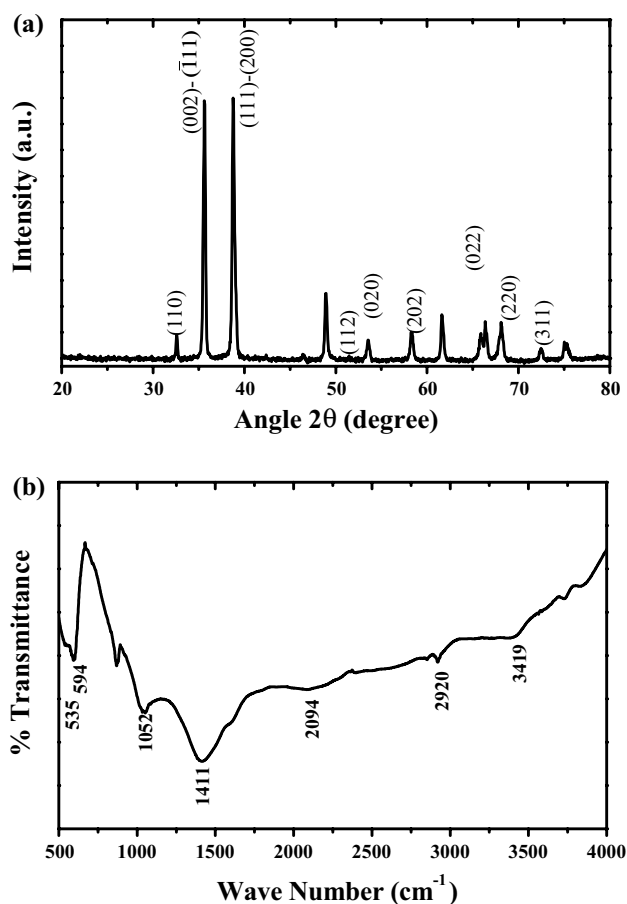 (a)
(002)-(1̅11)
(111)-(200)
(110)
(112)
(020)
(202)
(022)
(220)
(311)
Intensity (a.u.)
20 30 40 50 60 70 80
Angle 2θ (degree)
(b)
% Transmittance
535
594
1052
1411
2094
2920
3419
500 1000 1500 2000 2500 3000 3500 4000
Wave Number (cm⁻¹)